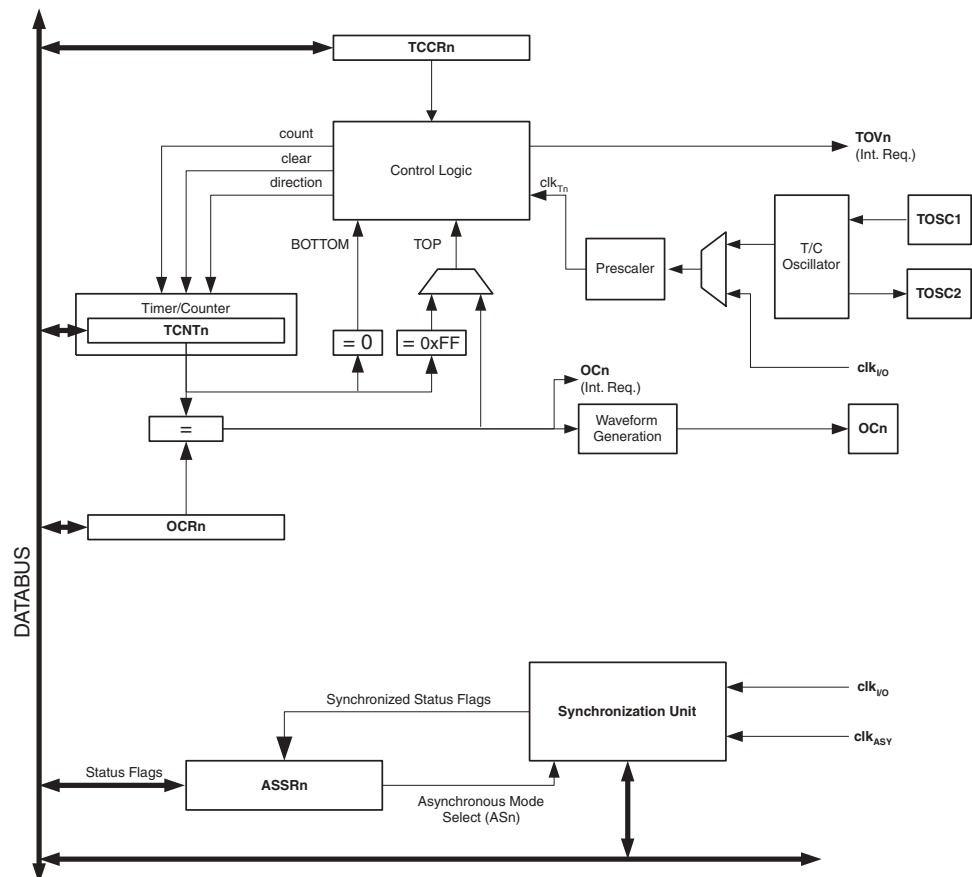 TCCRn
count
clear
direction
Control Logic
TOVn
(Int. Req.)
clkTn
BOTTOM
TOP
Prescaler
T/C
Oscillator
TOSC1
TOSC2
Timer/Counter
TCNTn
= 0
= 0xFF
clkI/O
OCn
(Int. Req.)
=
Waveform
Generation
OCn
OCRn
DATABUS
Synchronized Status Flags
Synchronization Unit
clkI/O
clkASY
Status Flags
ASSRn
Asynchronous Mode
Select (ASn)